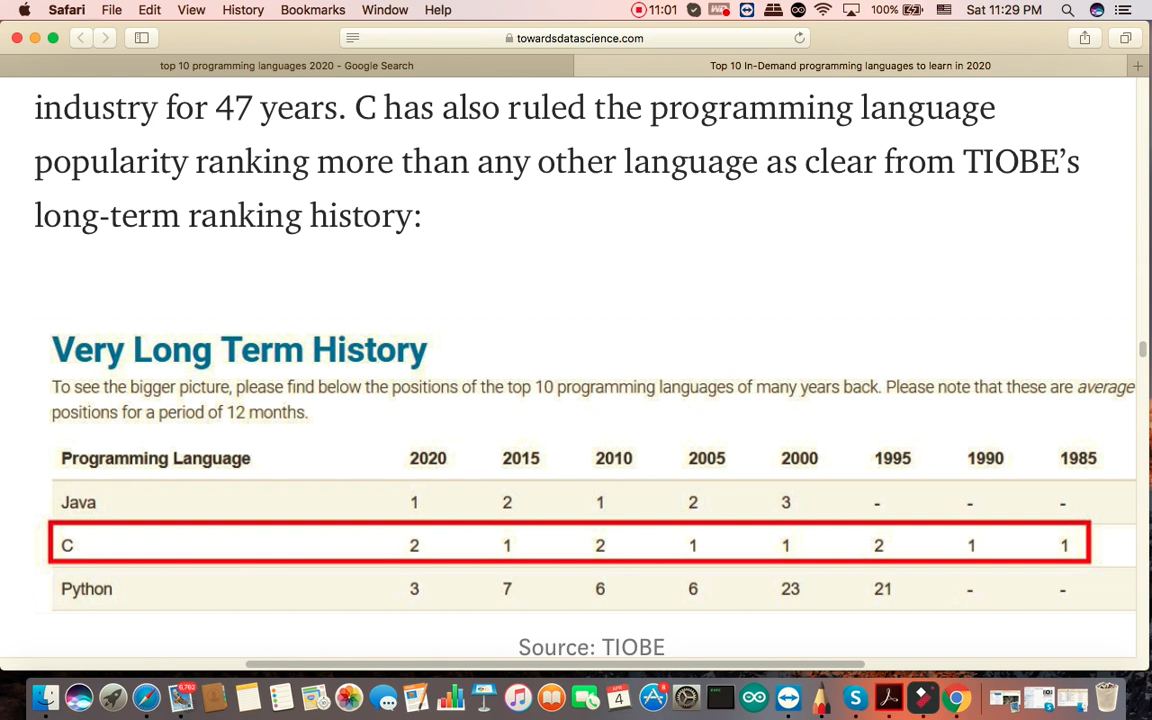 Safari File Edit View History Bookmarks Window Help 11:01 100% Sat 11:29 PM
towardsdatascience.com
top 10 programming languages 2020 - Google Search Top 10 In-Demand programming languages to learn in 2020
industry for 47 years. C has also ruled the programming language
popularity ranking more than any other language as clear from TIOBE’s
long-term ranking history:
Very Long Term History
To see the bigger picture, please find below the positions of the top 10 programming languages of many years back. Please note that these are average
positions for a period of 12 months.
Programming Language 2020 2015 2010 2005 2000 1995 1990 1985
Java 1 2 1 2 3 - - -
C 2 1 2 1 1 2 1 1
Python 3 7 6 6 23 21 - -
Source: TIOBE